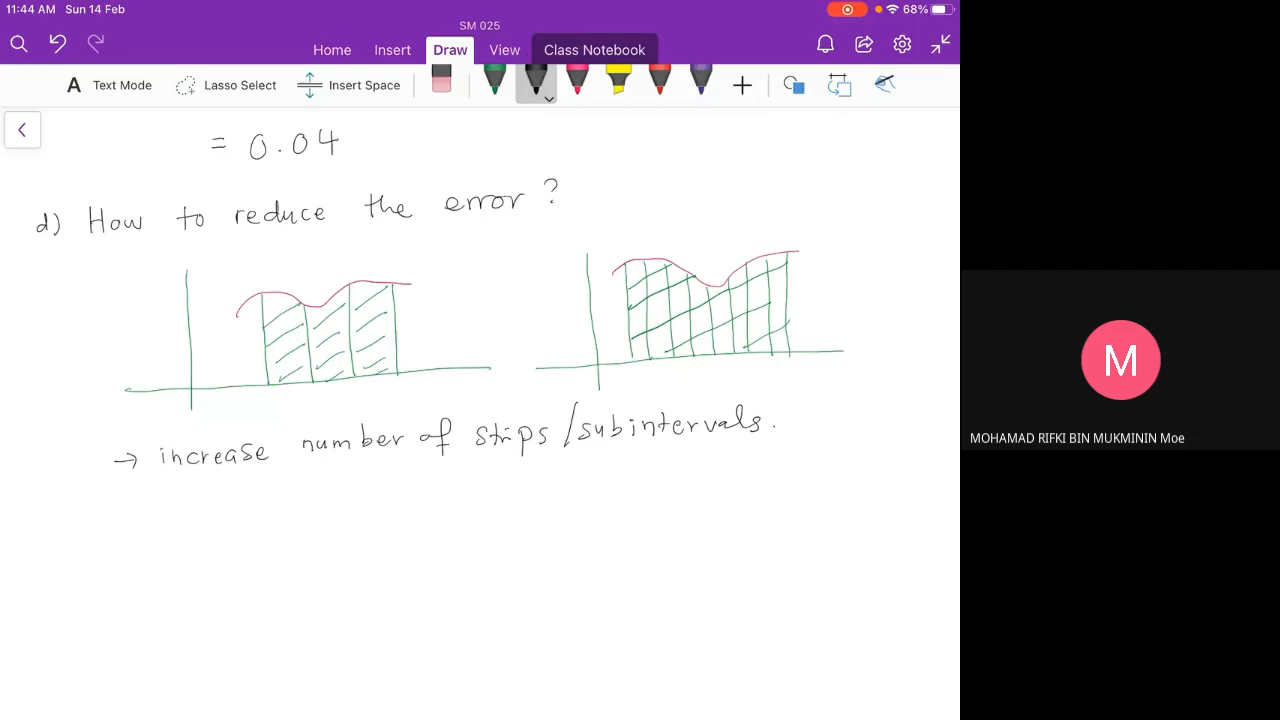 11:44 AM Sun 14 Feb
68%
SM 025
Home Insert Draw View Class Notebook
A Text Mode Lasso Select Insert Space
= 0.04
d) How to reduce the error?
→ increase number of strips/subintervals.
M
MOHAMAD RIFKI BIN MUKMININ Moe